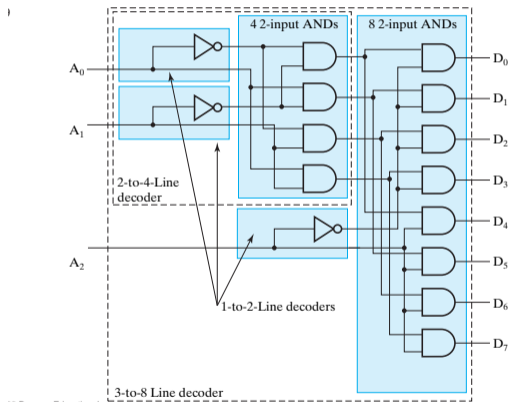 4 2-input ANDs
8 2-input ANDs
A₀
A₁
A₂
D₀
D₁
D₂
D₃
D₄
D₅
D₆
D₇
2-to-4-Line
decoder
1-to-2-Line decoders
3-to-8 Line decoder